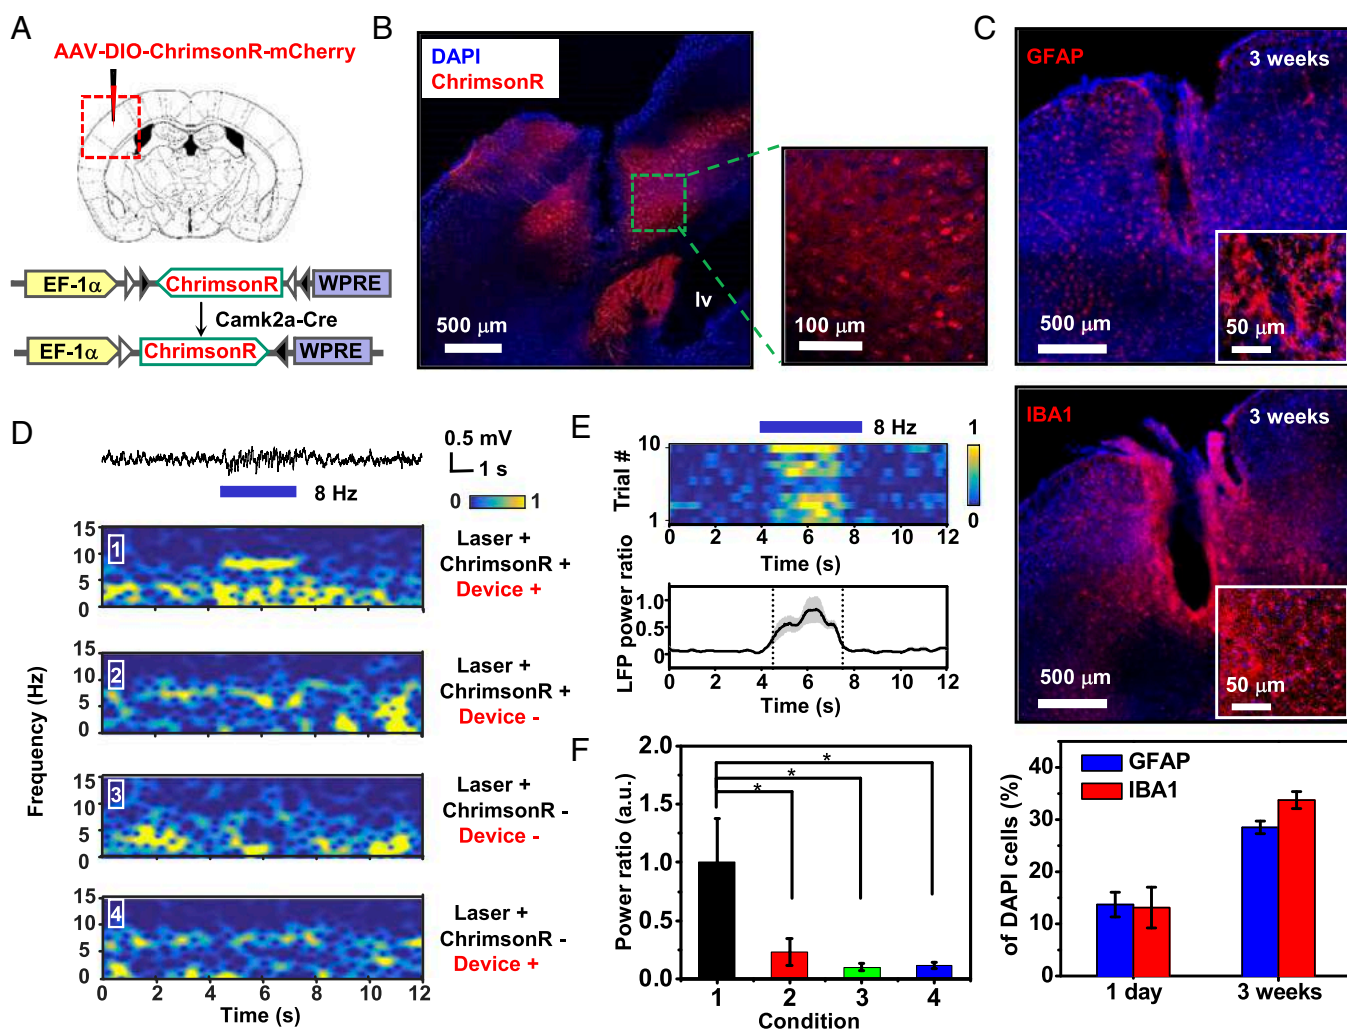 A
AAV-DIO-ChrimsonR-mCherry
EF-1α
ChrimsonR
WPRE
Camk2a-Cre
EF-1α
ChrimsonR
WPRE
B
DAPI
ChrimsonR
500 μm
lv
100 μm
C
GFAP
3 weeks
500 μm
50 μm
IBA1
3 weeks
500 μm
50 μm
of DAPI cells (%)
40
30
20
10
0
GFAP
IBA1
1 day
3 weeks
D
0.5 mV
1 s
8 Hz
0 1
Frequency (Hz)
15
10
5
0
1
Laser +
ChrimsonR +
Device +
15
10
5
0
2
Laser +
ChrimsonR +
Device -
15
10
5
0
3
Laser +
ChrimsonR -
Device -
15
10
5
0
4
Laser +
ChrimsonR -
Device +
0 2 4 6 8 10 12
Time (s)
E
8 Hz
Trial #
10
1
1
0
0 2 4 6 8 10 12
Time (s)
LFP power ratio
1.0
0.5
0
0 2 4 6 8 10 12
Time (s)
F
Power ratio (a.u.)
2.0
1.5
1.0
0.5
0.0
*
*
*
1 2 3 4
Condition